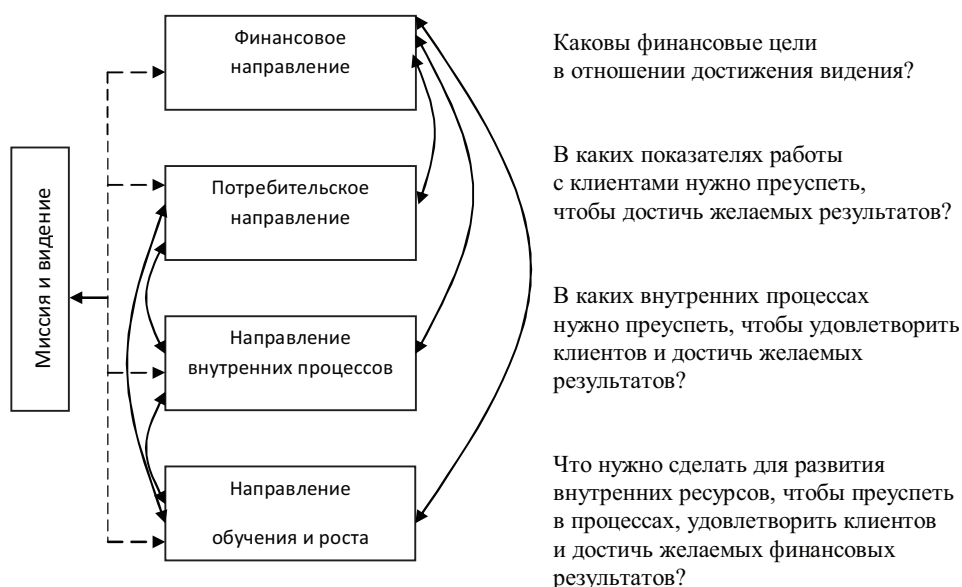 Финансовое
направление
Каковы финансовые цели
в отношении достижения видения?
Миссия и видение
Потребительское
направление
В каких показателях работы
с клиентами нужно преуспеть,
чтобы достичь желаемых результатов?
Направление
внутренних процессов
В каких внутренних процессах
нужно преуспеть, чтобы удовлетворить
клиентов и достичь желаемых
результатов?
Направление
обучения и роста
Что нужно сделать для развития
внутренних ресурсов, чтобы преуспеть
в процессах, удовлетворить клиентов
и достичь желаемых финансовых
результатов?